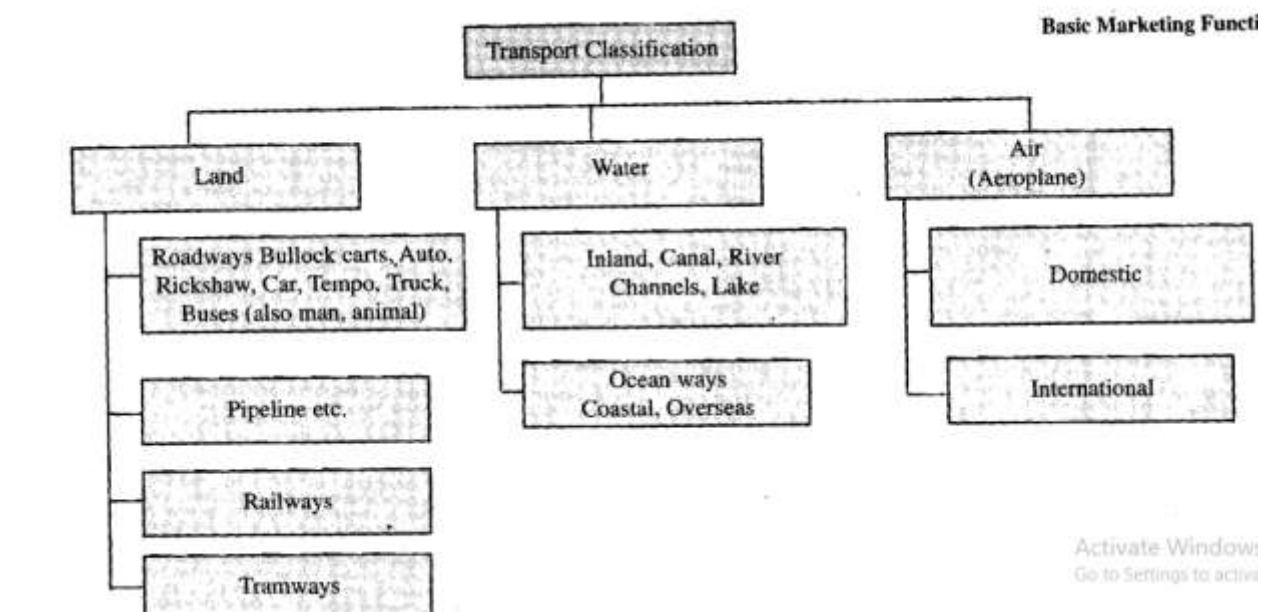 Basic Marketing Functi
Transport Classification
Land
Water
Air
(Aeroplane)
Roadways Bullock carts, Auto,
Rickshaw, Car, Tempo, Truck,
Buses (also man, animal)
Inland, Canal, River
Channels, Lake
Domestic
Pipeline etc.
Ocean ways
Coastal, Overseas
International
Railways
Tramways
Activate Windows
Go to Settings to activa